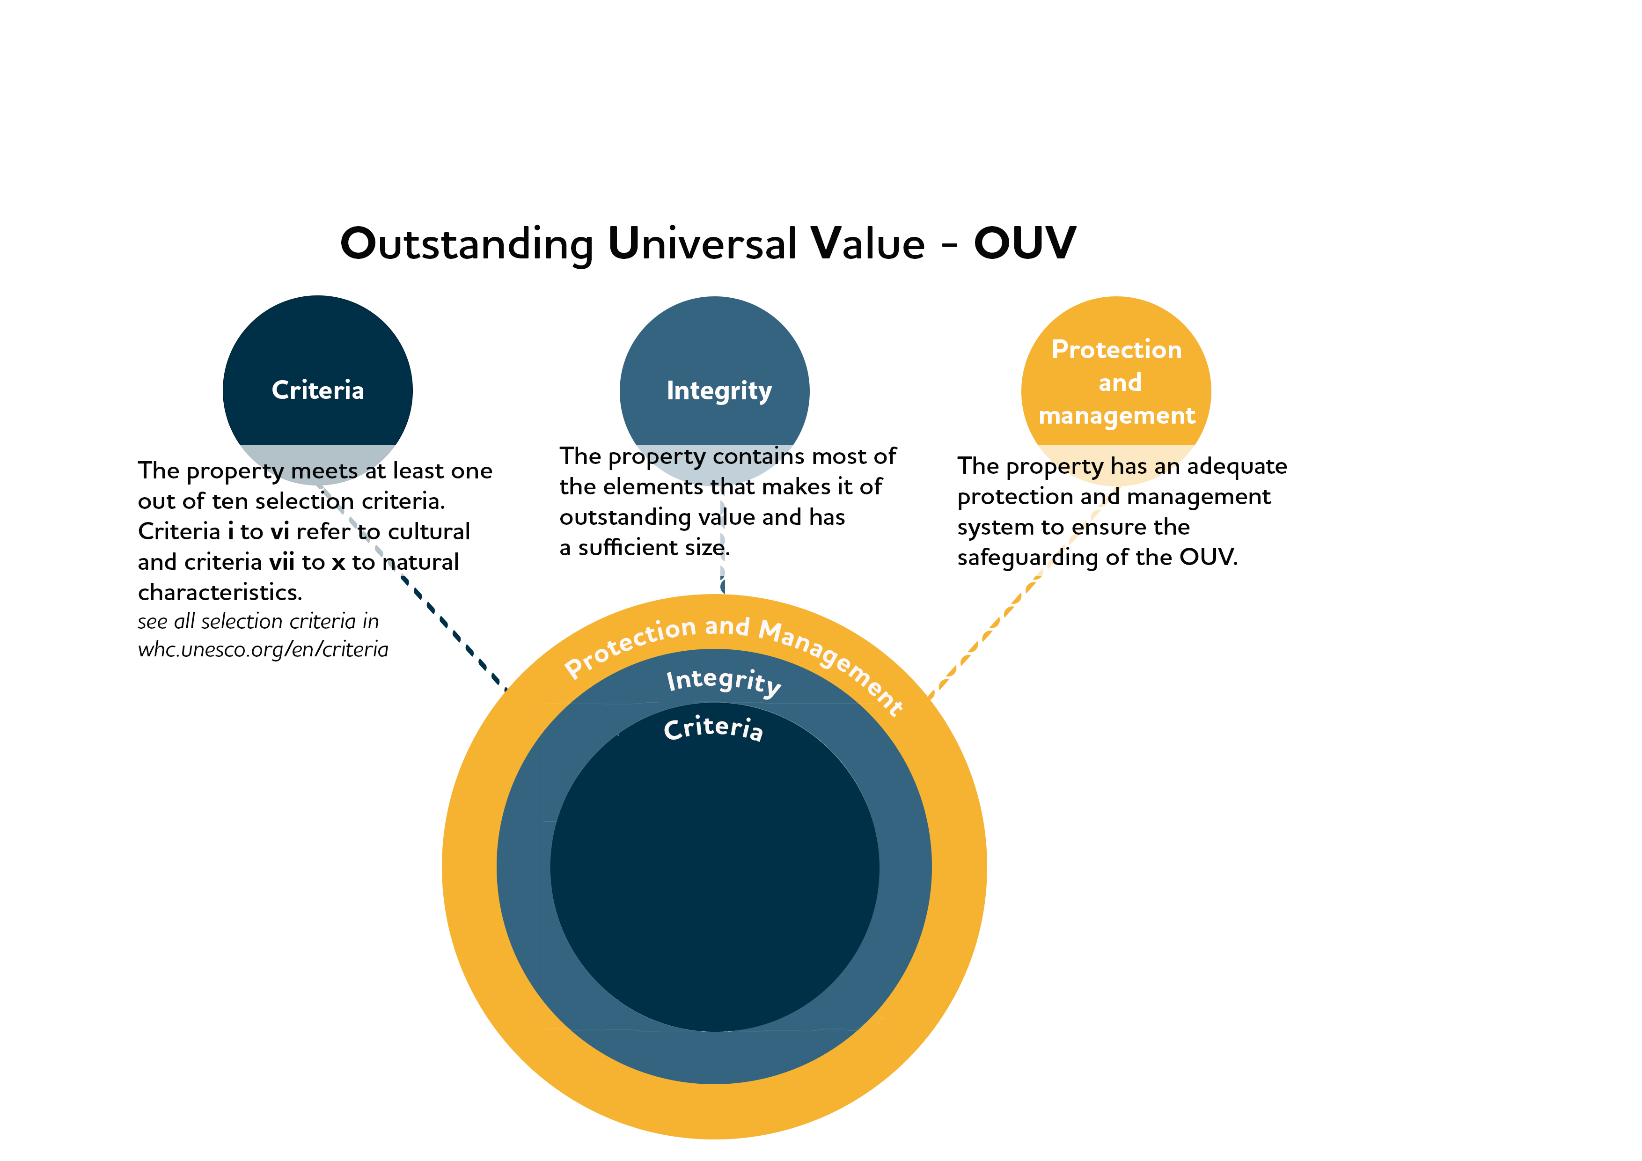 Outstanding Universal Value - OUV
Criteria
The property meets at least one
out of ten selection criteria.
Criteria i to vi refer to cultural
and criteria vii to x to natural
characteristics.
see all selection criteria in
whc.unesco.org/en/criteria
Integrity
The property contains most of
the elements that makes it of
outstanding value and has
a sufficient size.
Protection
and
management
The property has an adequate
protection and management
system to ensure the
safeguarding of the OUV.
Protection and Management
Integrity
Criteria